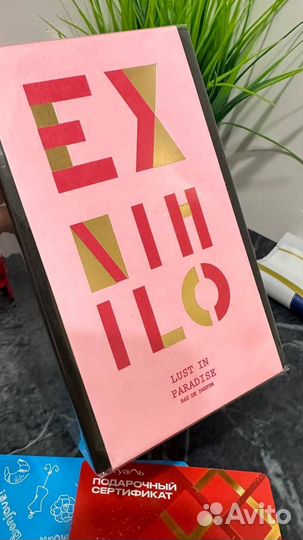 EX
NIH
ILO
LUST IN
PARADISE
EAU DE PARFUM
ПОДАРОЧНЫЙ
СЕРТИФИКАТ
Avito